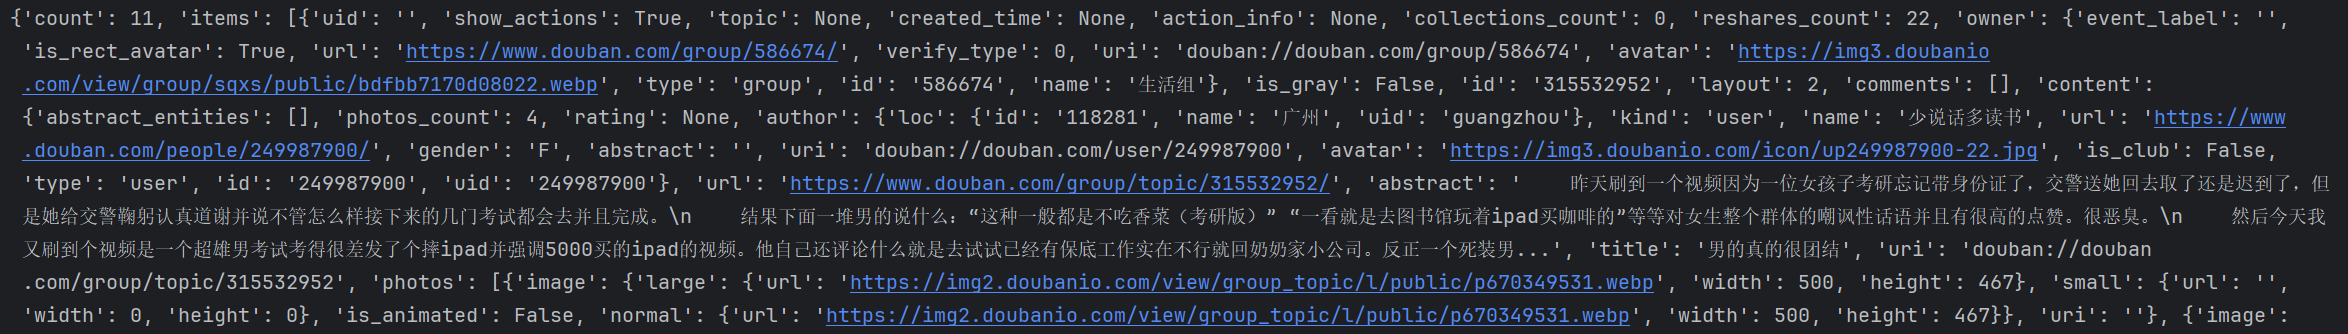 {'count': 11, 'items': [{'uid': '', 'show_actions': True, 'topic': None, 'created_time': None, 'action_info': None, 'collections_count': 0, 'reshares_count': 22, 'owner': {'event_label': '',
'is_rect_avatar': True, 'url': 'https://www.douban.com/group/586674/', 'verify_type': 0, 'uri': 'douban://douban.com/group/586674', 'avatar': 'https://img3.doubanio
.com/view/group/sqxs/public/bdfbb7170d08022.webp', 'type': 'group', 'id': '586674', 'name': '生活组'}, 'is_gray': False, 'id': '315532952', 'layout': 2, 'comments': [], 'content':
{'abstract_entities': [], 'photos_count': 4, 'rating': None, 'author': {'loc': {'id': '118281', 'name': '广州', 'uid': 'guangzhou'}, 'kind': 'user', 'name': '少说话多读书', 'url': 'https://www
.douban.com/people/249987900/', 'gender': 'F', 'abstract': '', 'uri': 'douban://douban.com/user/249987900', 'avatar': 'https://img3.doubanio.com/icon/up249987900-22.jpg', 'is_club': False,
'type': 'user', 'id': '249987900', 'uid': '249987900'}, 'url': 'https://www.douban.com/group/topic/315532952/', 'abstract': '    昨天刷到一个视频因为一位女孩子考研忘记带身份证了，交警送她回去取了还是迟到了，但
是她给交警鞠躬认真道谢并说不管怎么样接下来的几门考试都会去并且完成。\n    结果下面一堆男的说什么：“这种一般都是不吃香菜（考研版）” “一看就是去图书馆玩着ipad买咖啡的”等等对女生整个群体的嘲讽性话语并且有很高的点赞。很恶臭。\n    然后今天我
又刷到个视频是一个超雄男考试考得很差发了个摔ipad并强调5000买的ipad的视频。他自己还评论什么就是去试试已经有保底工作实在不行就回奶奶家小公司。反正一个死装男...', 'title': '男的真的很团结', 'uri': 'douban://douban
.com/group/topic/315532952', 'photos': [{'image': {'large': {'url': 'https://img2.doubanio.com/view/group_topic/l/public/p670349531.webp', 'width': 500, 'height': 467}, 'small': {'url': '',
'width': 0, 'height': 0}, 'is_animated': False, 'normal': {'url': 'https://img2.doubanio.com/view/group_topic/l/public/p670349531.webp', 'width': 500, 'height': 467}}, 'uri': ''}, {'image':